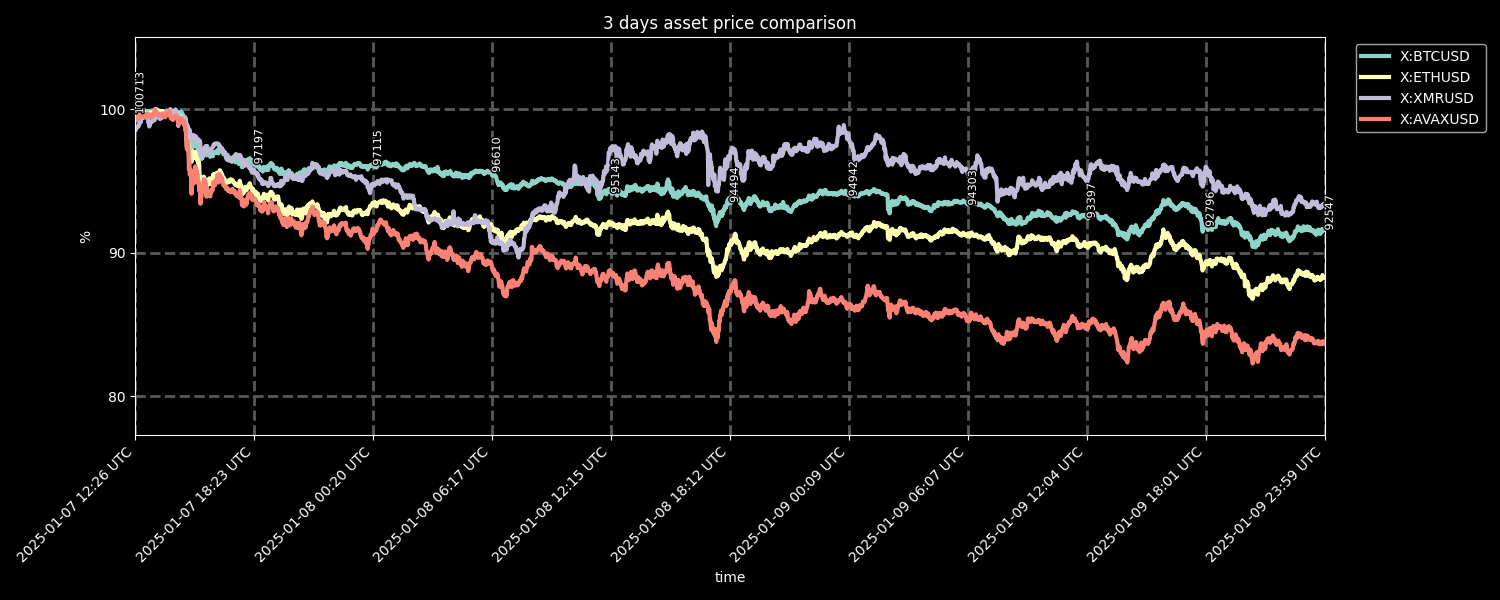 3 days asset price comparison
X:BTCUSD
X:ETHUSD
X:XMRUSD
X:AVAXUSD
100
90
80
%
100713
97197
97115
96610
95143
94494
94942
94303
93397
92796
92547
2025-01-07 12:26 UTC
2025-01-07 18:23 UTC
2025-01-08 00:20 UTC
2025-01-08 06:17 UTC
2025-01-08 12:15 UTC
2025-01-08 18:12 UTC
2025-01-09 00:09 UTC
2025-01-09 06:07 UTC
2025-01-09 12:04 UTC
2025-01-09 18:01 UTC
2025-01-09 23:59 UTC
time